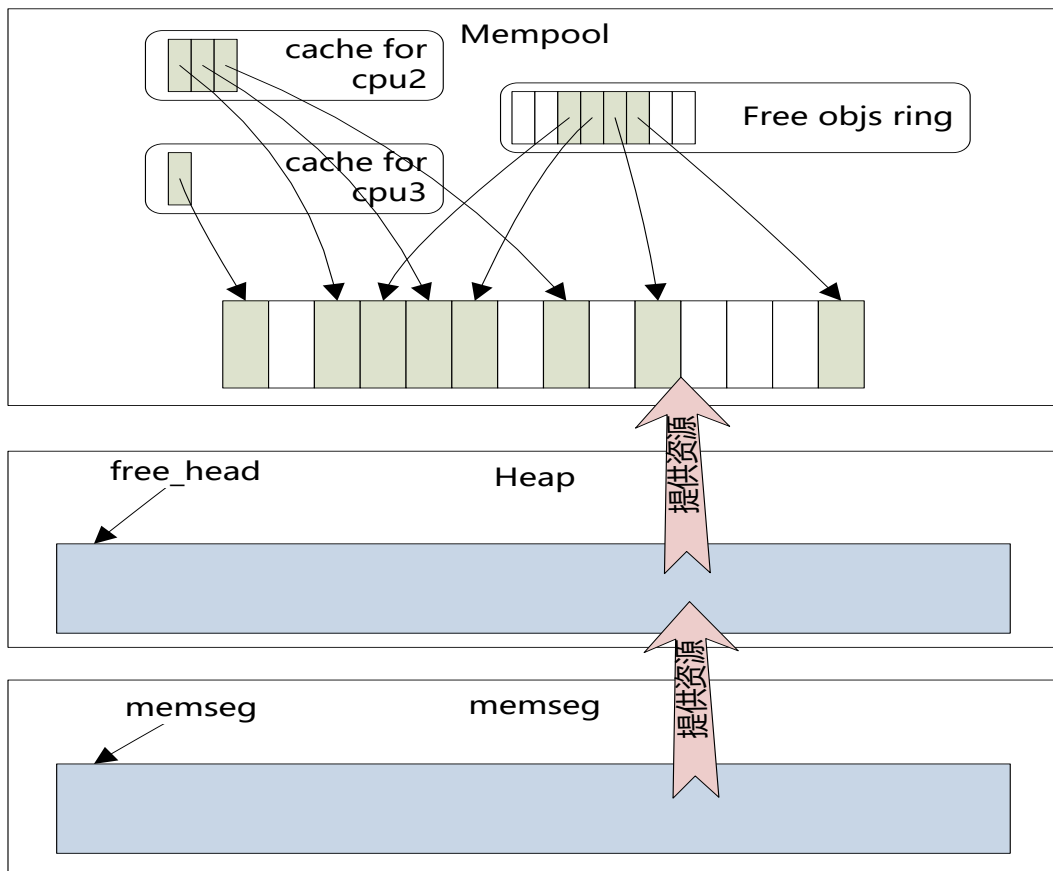 Mempool
cache for
cpu2
Free objs ring
cache for
cpu3
提供资源
free_head
Heap
提供资源
memseg
memseg